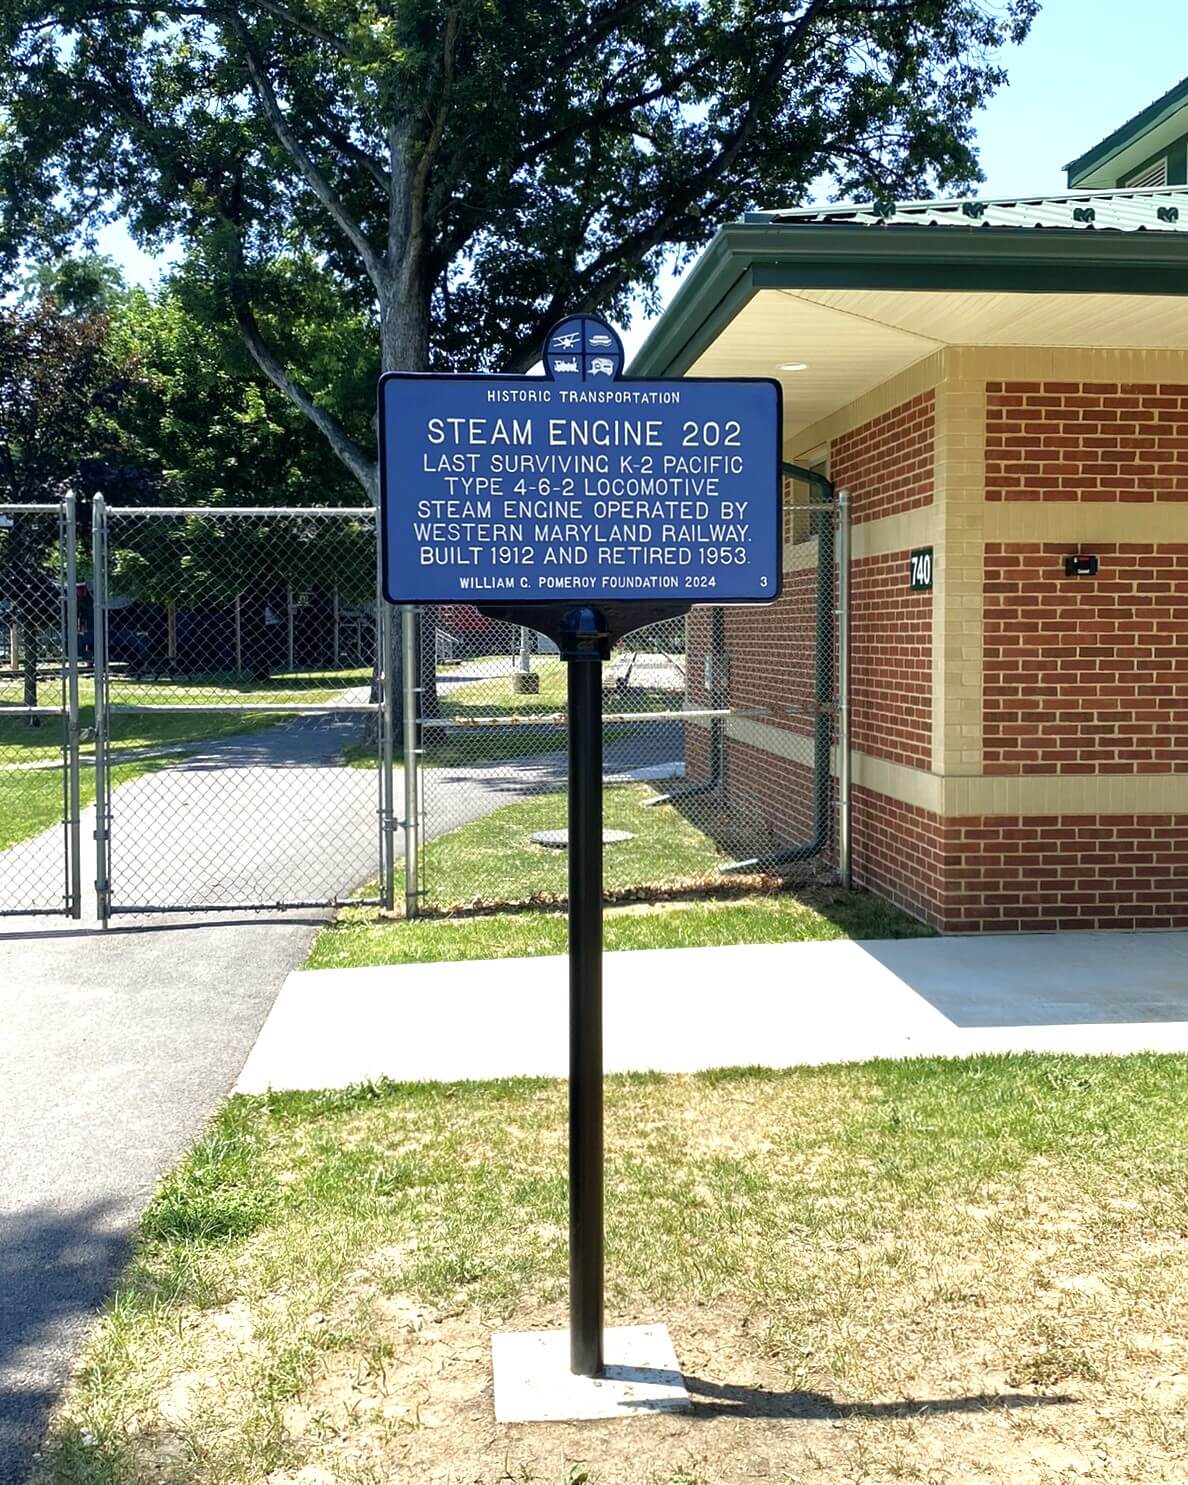 HISTORIC TRANSPORTATION
STEAM ENGINE 202
LAST SURVIVING K-2 PACIFIC
TYPE 4-6-2 LOCOMOTIVE
STEAM ENGINE OPERATED BY
WESTERN MARYLAND RAILWAY.
BUILT 1912 AND RETIRED 1953.
WILLIAM G. POMEROY FOUNDATION 2024 3
740